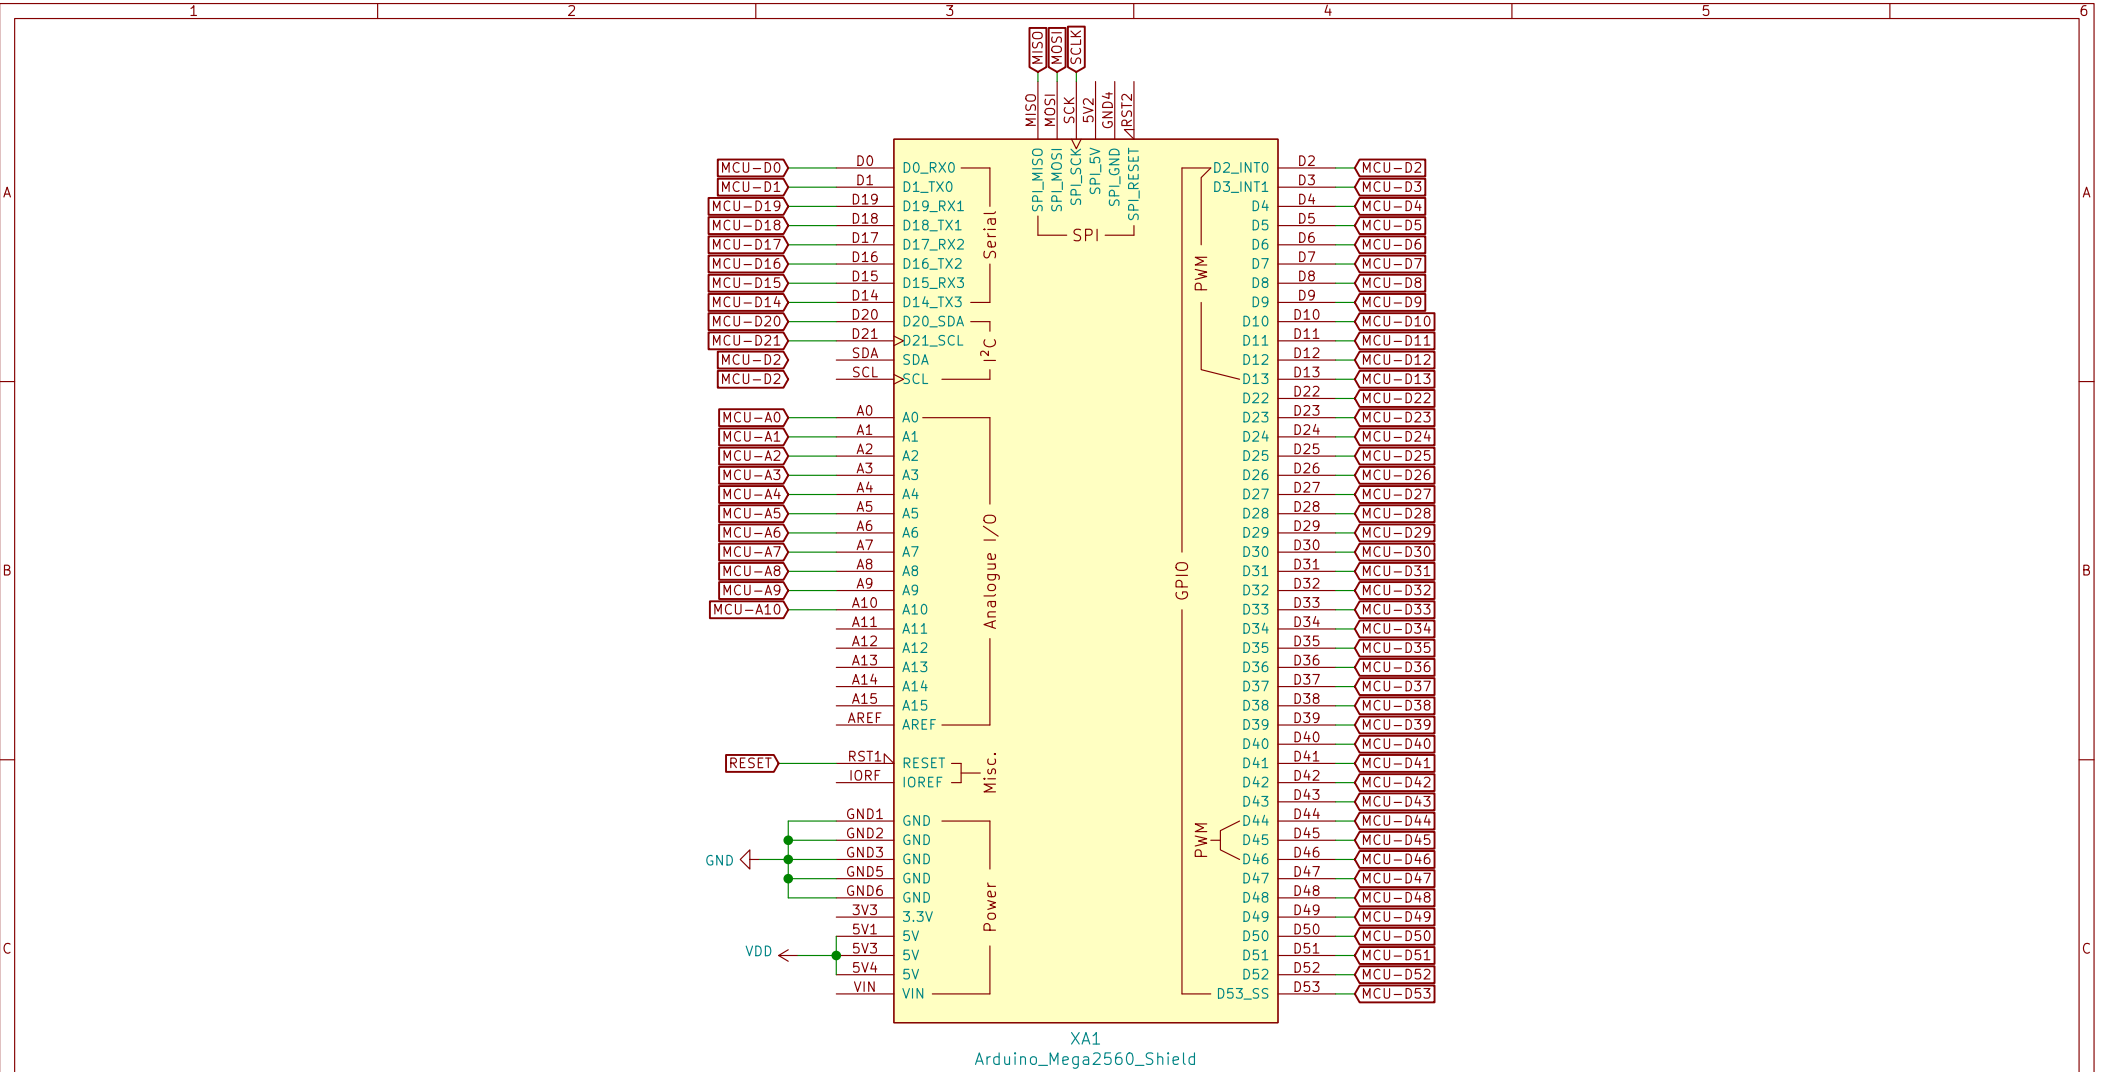 1 2 3 4 5 6
MISO MOSI SCLK
MISO MOSI SCK 5V2 GND4 RST2
SPI_MISO SPI_MOSI SPI_SCK SPI_5V SPI_GND SPI_RESET
SPI
MCU-D0 D0 D0_RX0 D2_INT0 D2 MCU-D2
MCU-D1 D1 D1_TX0 D3_INT1 D3 MCU-D3
A A
MCU-D19 D19 D19_RX1 D4 D4 MCU-D4
MCU-D18 D18 D18_TX1 D5 D5 MCU-D5
Serial
MCU-D17 D17 D17_RX2 D6 D6 MCU-D6
MCU-D16 D16 D16_TX2 D7 D7 MCU-D7
PWM
MCU-D15 D15 D15_RX3 D8 D8 MCU-D8
MCU-D14 D14 D14_TX3 D9 D9 MCU-D9
MCU-D20 D20 D20_SDA D10 D10 MCU-D10
MCU-D21 D21 D21_SCL D11 D11 MCU-D11
I²C
MCU-D2 SDA SDA D12 D12 MCU-D12
MCU-D2 SCL SCL D13 D13 MCU-D13
D22 D22 MCU-D22
MCU-A0 A0 A0 D23 D23 MCU-D23
MCU-A1 A1 A1 D24 D24 MCU-D24
MCU-A2 A2 A2 D25 D25 MCU-D25
MCU-A3 A3 A3 D26 D26 MCU-D26
MCU-A4 A4 A4 D27 D27 MCU-D27
MCU-A5 A5 A5 D28 D28 MCU-D28
MCU-A6 A6 A6 D29 D29 MCU-D29
MCU-A7 A7 A7 D30 D30 MCU-D30
Analogue I/O
GPIO
B B
MCU-A8 A8 A8 D31 D31 MCU-D31
MCU-A9 A9 A9 D32 D32 MCU-D32
MCU-A10 A10 A10 D33 D33 MCU-D33
A11 A11 D34 D34 MCU-D34
A12 A12 D35 D35 MCU-D35
A13 A13 D36 D36 MCU-D36
A14 A14 D37 D37 MCU-D37
A15 A15 D38 D38 MCU-D38
AREF AREF D39 D39 MCU-D39
D40 D40 MCU-D40
RESET RST1 RESET D41 D41 MCU-D41
Misc.
IORF IOREF D42 D42 MCU-D42
D43 D43 MCU-D43
GND1 GND D44 D44 MCU-D44
GND2 GND D45 D45 MCU-D45
PWM
GND GND3 GND D46 D46 MCU-D46
GND5 GND D47 D47 MCU-D47
GND6 GND D48 D48 MCU-D48
Power
3V3 3.3V D49 D49 MCU-D49
5V1 5V D50 D50 MCU-D50
C C
VDD 5V3 5V D51 D51 MCU-D51
5V4 5V D52 D52 MCU-D52
VIN VIN D53_SS D53 MCU-D53
XA1
Arduino_Mega2560_Shield